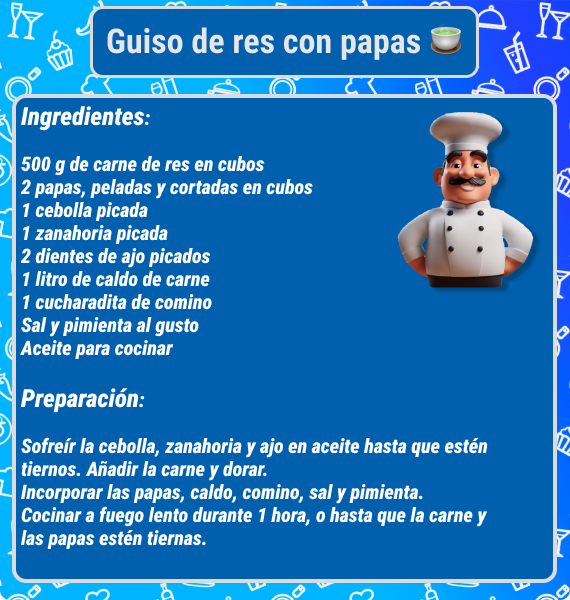 Guiso de res con papas
Ingredientes:
500 g de carne de res en cubos
2 papas, peladas y cortadas en cubos
1 cebolla picada
1 zanahoria picada
2 dientes de ajo picados
1 litro de caldo de carne
1 cucharadita de comino
Sal y pimienta al gusto
Aceite para cocinar
Preparación:
Sofreír la cebolla, zanahoria y ajo en aceite hasta que estén
tiernos. Añadir la carne y dorar.
Incorporar las papas, caldo, comino, sal y pimienta.
Cocinar a fuego lento durante 1 hora, o hasta que la carne y
las papas estén tiernas.